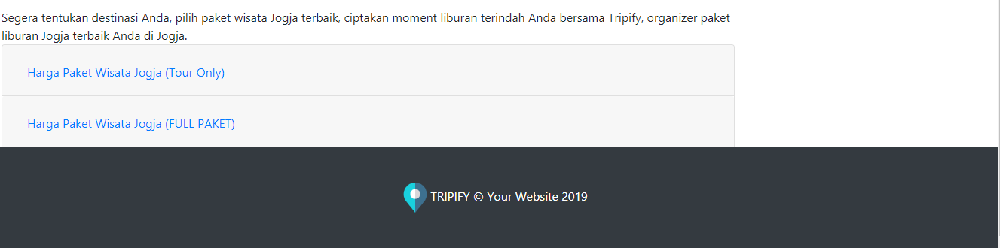 Segera tentukan destinasi Anda, pilih paket wisata Jogja terbaik, ciptakan moment liburan terindah Anda bersama Tripify, organizer paket
liburan Jogja terbaik Anda di Jogja.
Harga Paket Wisata Jogja (Tour Only)
Harga Paket Wisata Jogja (FULL PAKET)
TRIPIFY © Your Website 2019